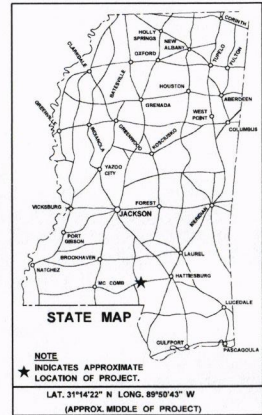 CORINTH
HOLLY
SPRINGS
NEW
ALBANY
CLARKSDALE
OXFORD
TUPELO
FULTON
BATESVILLE
HOUSTON
ABERDEEN
GRENADA
GREENVILLE
WEST
POINT
COLUMBUS
INDIANOLA
GREENWOOD
KOSCIUSKO
YAZOO
CITY
VICKSBURG
JACKSON
FOREST
MERIDIAN
PORT
GIBSON
BROOKHAVEN
LAUREL
NATCHEZ
MC COMB
HATTIESBURG
STATE MAP
LUCEDALE
NOTE
INDICATES APPROXIMATE
LOCATION OF PROJECT.
GULFPORT
PASCAGOULA
LAT. 31°14'22" N LONG. 89°50'43" W
(APPROX. MIDDLE OF PROJECT)